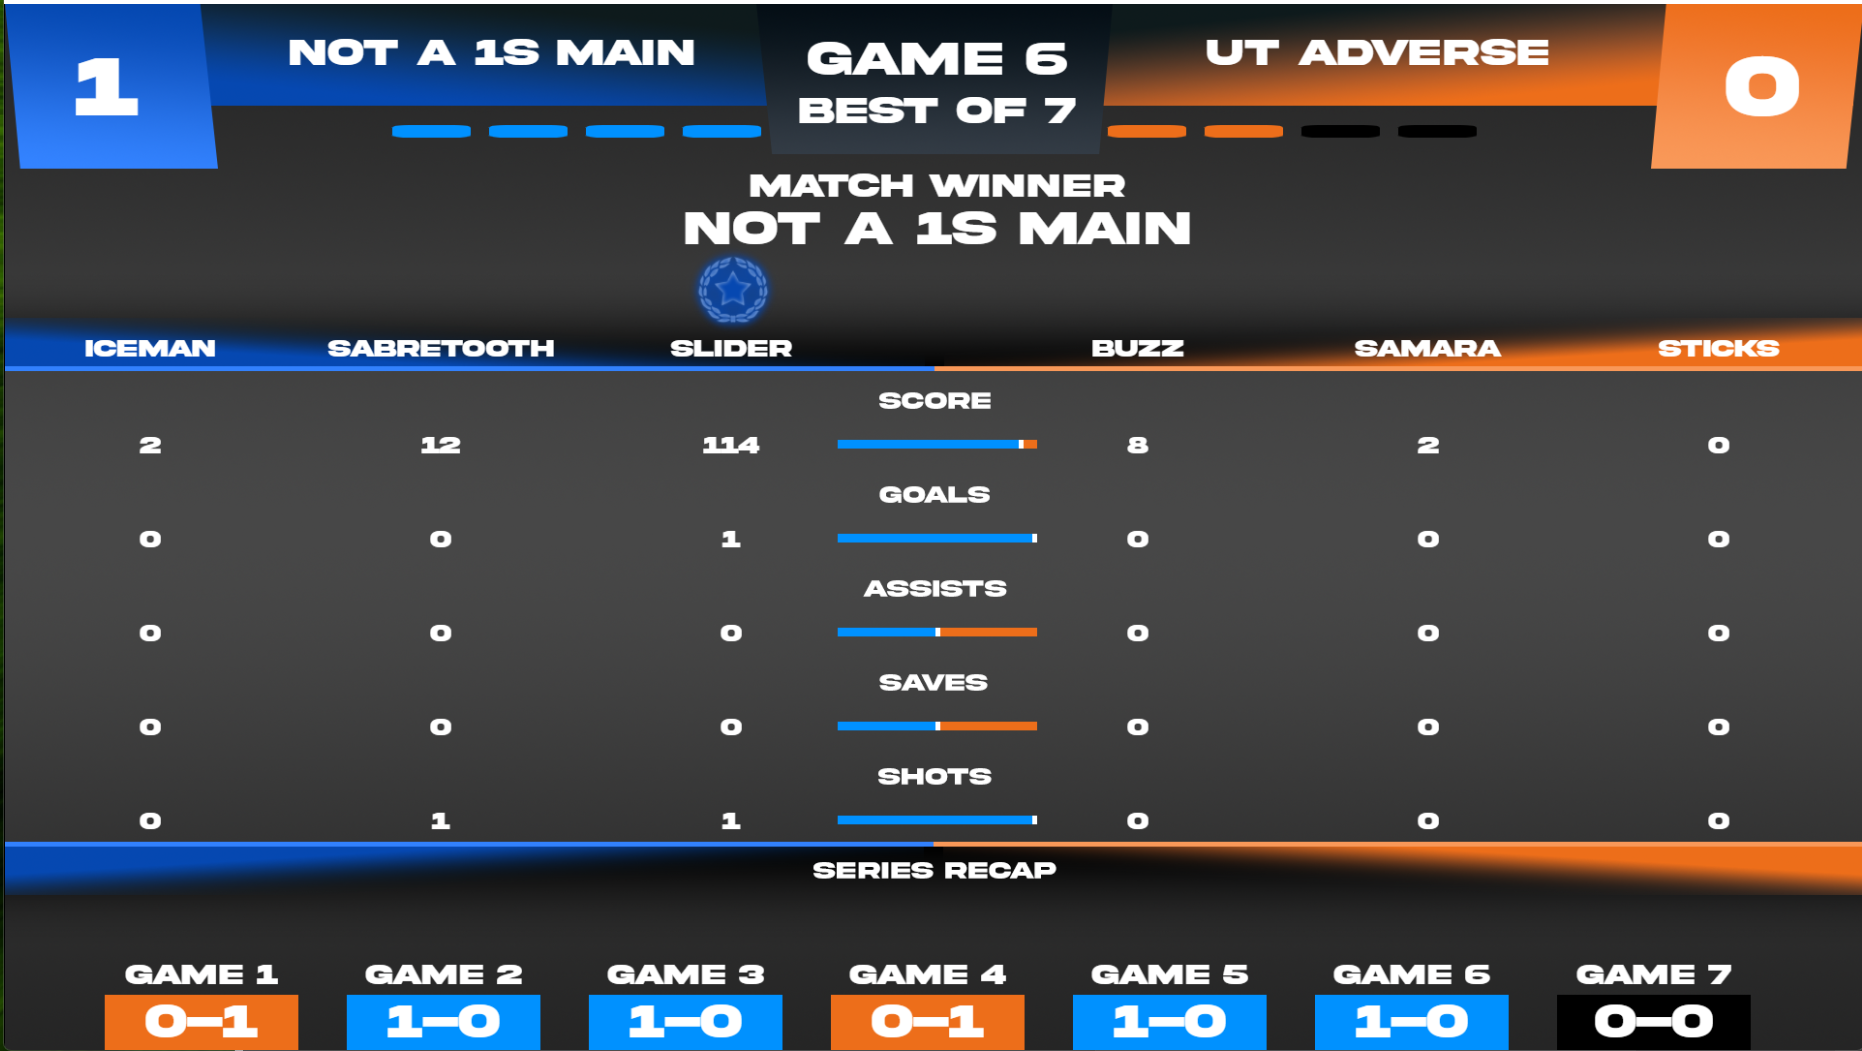 1
NOT A 1S MAIN
GAME 6
BEST OF 7
UT ADVERSE
0
MATCH WINNER
NOT A 1S MAIN
ICEMAN SABRETOOTH SLIDER BUZZ SAMARA STICKS
SCORE
2 12 114 8 2 0
GOALS
0 0 1 0 0 0
ASSISTS
0 0 0 0 0 0
SAVES
0 0 0 0 0 0
SHOTS
0 1 1 0 0 0
SERIES RECAP
GAME 1 GAME 2 GAME 3 GAME 4 GAME 5 GAME 6 GAME 7
0–1 1–0 1–0 0–1 1–0 1–0 0–0